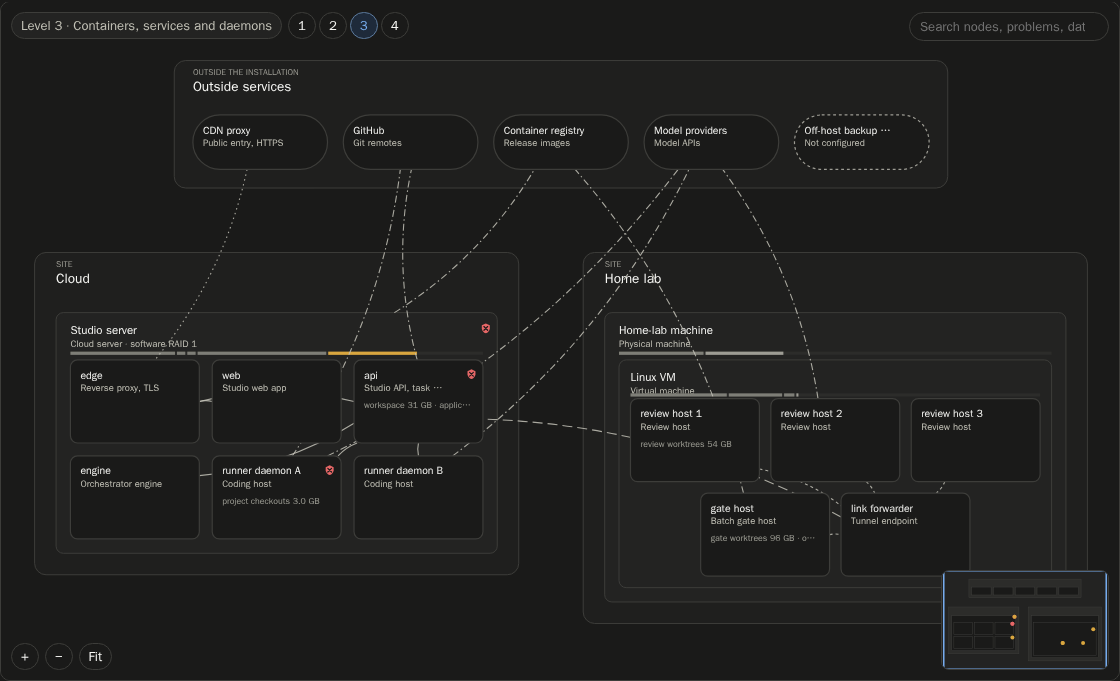 Level 3 · Containers, services and daemons
1
2
3
4
Search nodes, problems, dat
OUTSIDE THE INSTALLATION
Outside services
CDN proxy
Public entry, HTTPS
GitHub
Git remotes
Container registry
Release images
Model providers
Model APIs
Off-host backup ···
Not configured
SITE
Cloud
Studio server
Cloud server · software RAID 1
edge
Reverse proxy, TLS
web
Studio web app
api
Studio API, task ···
workspace 31 GB · applic···
engine
Orchestrator engine
runner daemon A
Coding host
project checkouts 3.0 GB
runner daemon B
Coding host
SITE
Home lab
Home-lab machine
Physical machine
Linux VM
Virtual machine
review host 1
Review host
review worktrees 54 GB
review host 2
Review host
review host 3
Review host
gate host
Batch gate host
gate worktrees 96 GB · o···
link forwarder
Tunnel endpoint
+
−
Fit